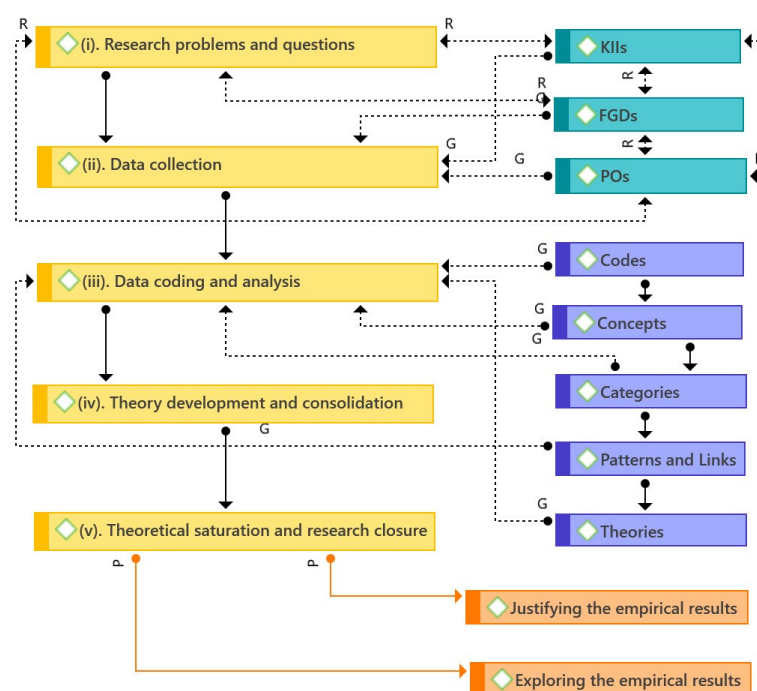 R
R
(i). Research problems and questions
KIIs
R
R
G
FGDs
R
G
G
(ii). Data collection
POs
G
Codes
(iii). Data coding and analysis
G
Concepts
G
Categories
(iv). Theory development and consolidation
G
Patterns and Links
G
(v). Theoretical saturation and research closure
Theories
P
P
Justifying the empirical results
Exploring the empirical results